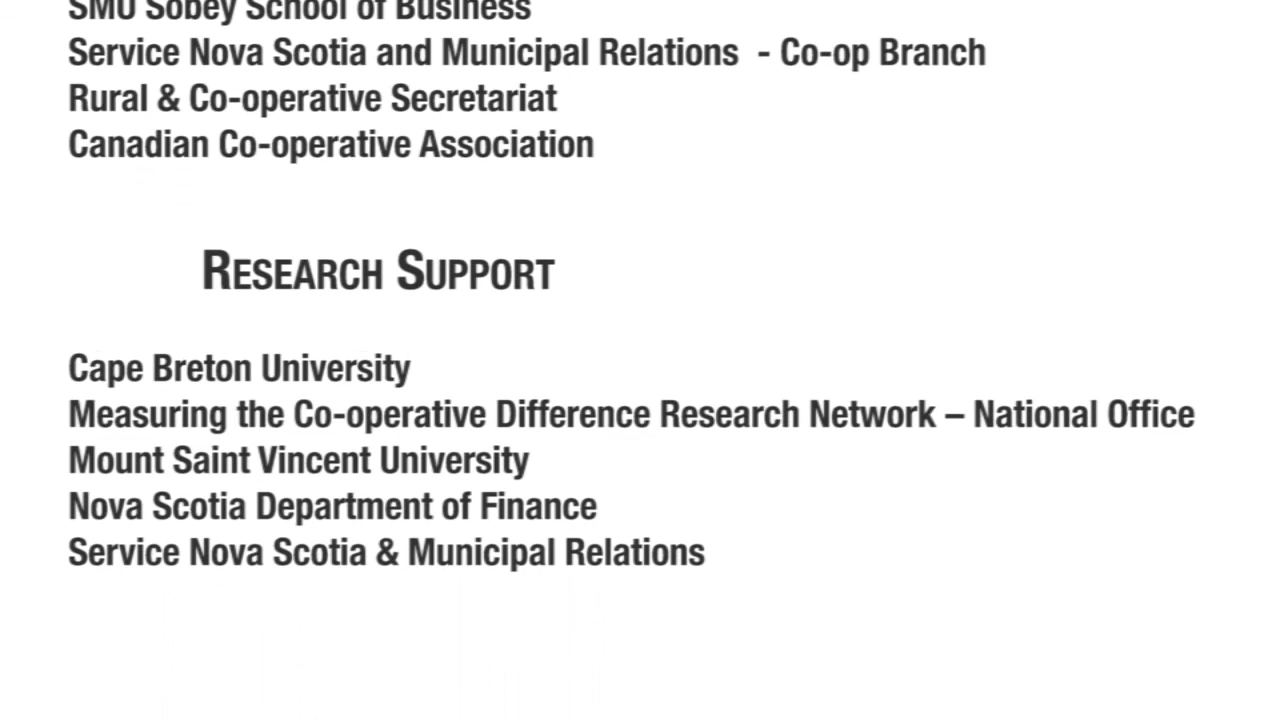 SMU Sobey School of Business
Service Nova Scotia and Municipal Relations - Co-op Branch
Rural & Co-operative Secretariat
Canadian Co-operative Association
RESEARCH SUPPORT
Cape Breton University
Measuring the Co-operative Difference Research Network – National Office
Mount Saint Vincent University
Nova Scotia Department of Finance
Service Nova Scotia & Municipal Relations